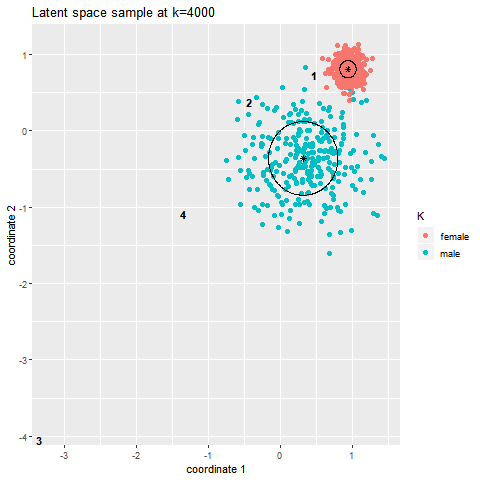 Latent space sample at k=4000
1
0
-1
-2
-3
-4
coordinate 2
1
2
4
3
-3
-2
-1
0
1
coordinate 1
K
female
male